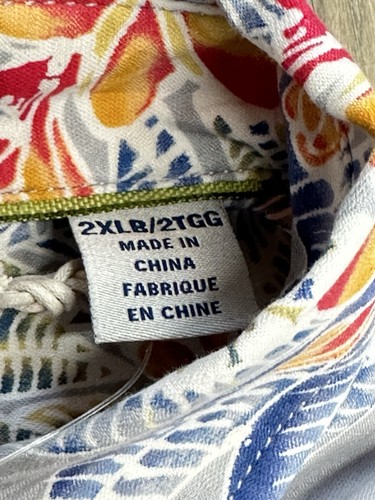 2XLB/2TGG
MADE IN
CHINA
FABRIQUE
EN CHINE